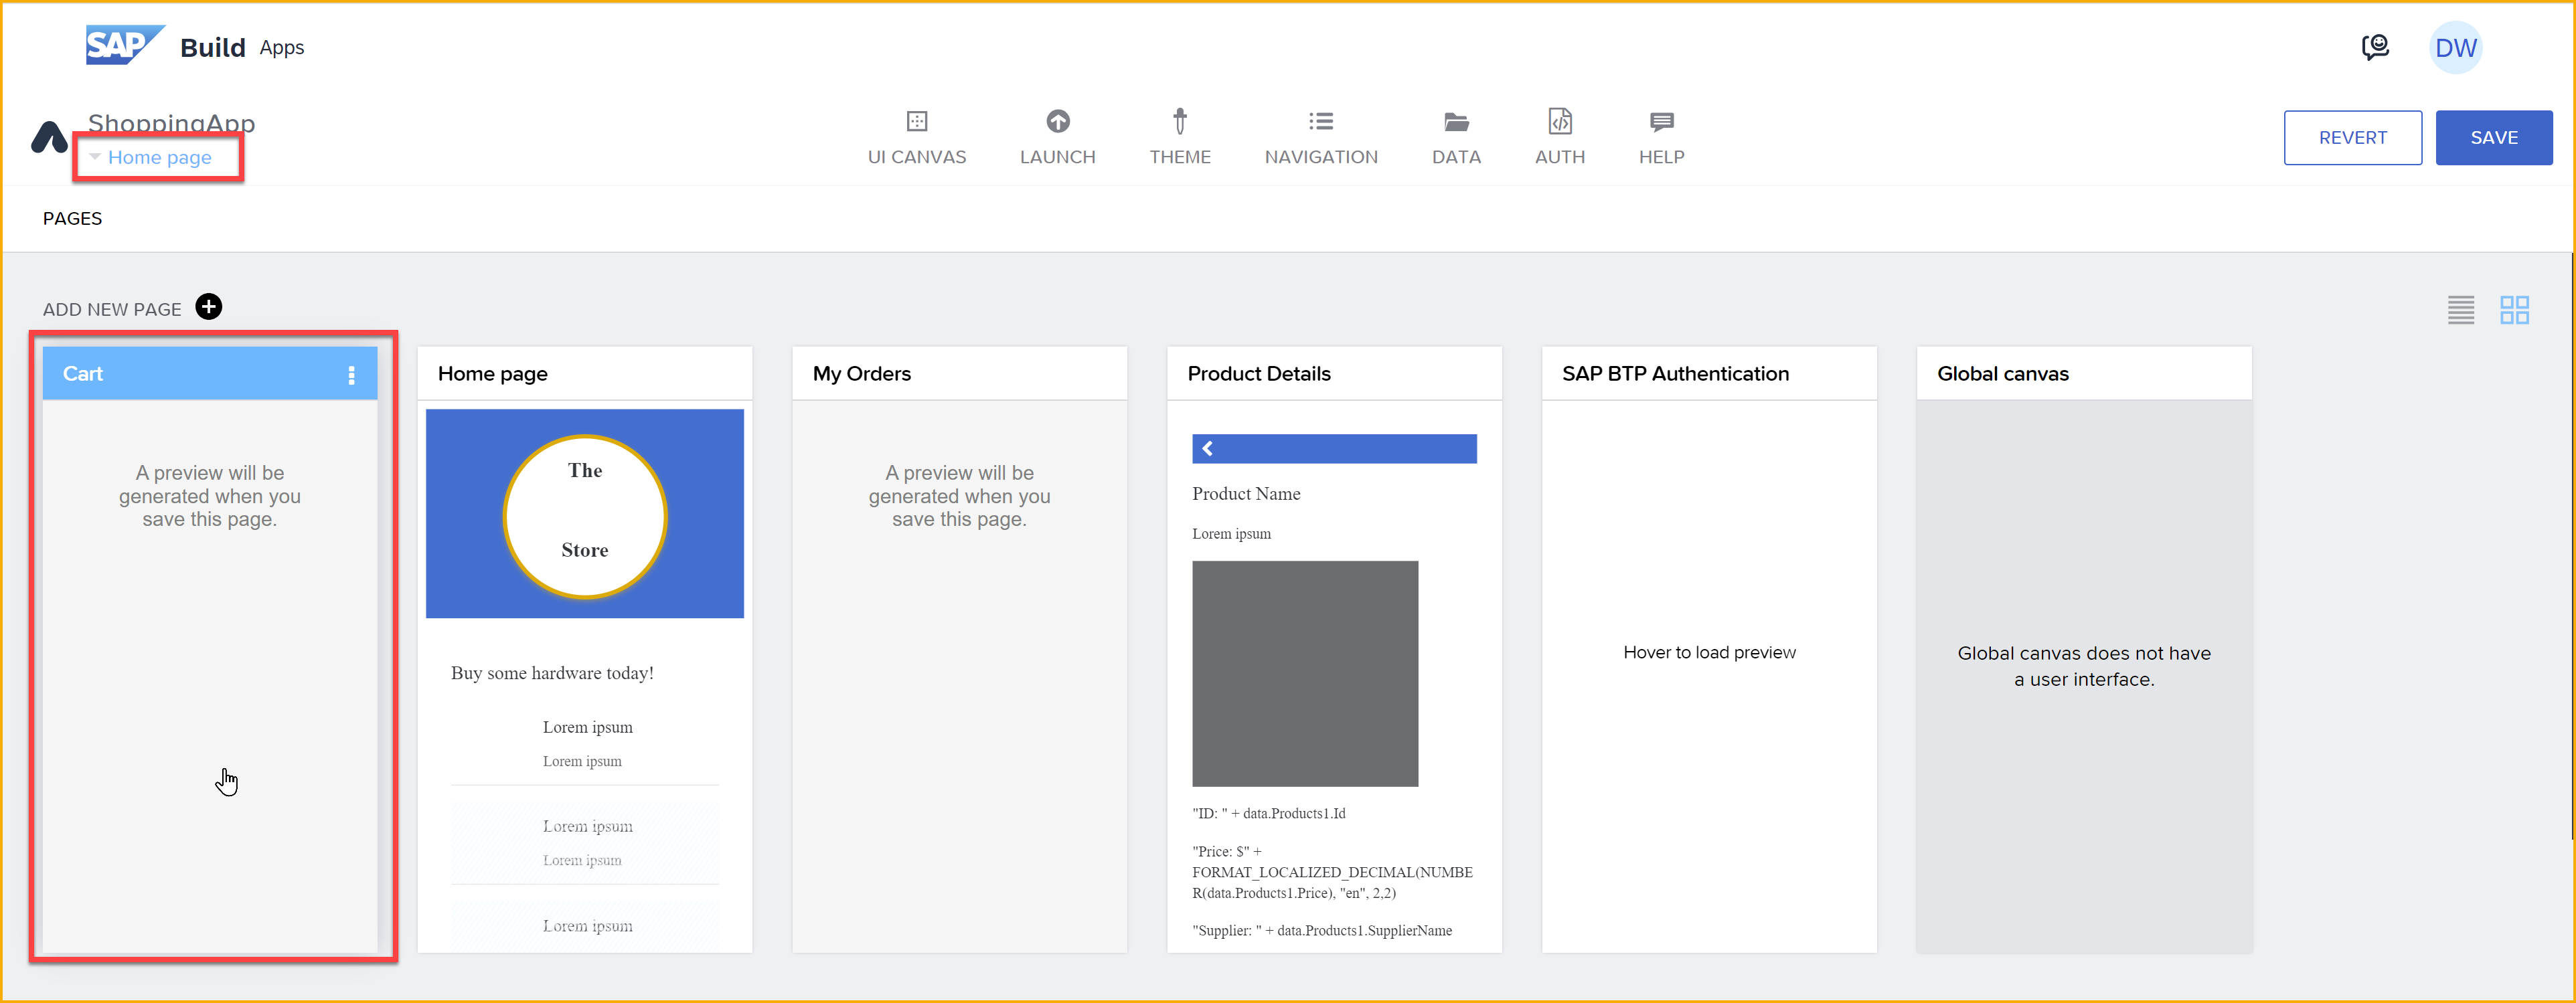 SAP Build Apps
DW
ShoppingApp
Home page
UI CANVAS
LAUNCH
THEME
NAVIGATION
DATA
AUTH
HELP
REVERT
SAVE
PAGES
ADD NEW PAGE
Cart
A preview will be
generated when you
save this page.
Home page
The
Store
Buy some hardware today!
Lorem ipsum
Lorem ipsum
Lorem ipsum
Lorem ipsum
Lorem ipsum
My Orders
A preview will be
generated when you
save this page.
Product Details
Product Name
Lorem ipsum
"ID: " + data.Products1.Id
"Price: $" +
FORMAT_LOCALIZED_DECIMAL(NUMBE
R(data.Products1.Price), "en", 2,2)
"Supplier: " + data.Products1.SupplierName
SAP BTP Authentication
Hover to load preview
Global canvas
Global canvas does not have
a user interface.